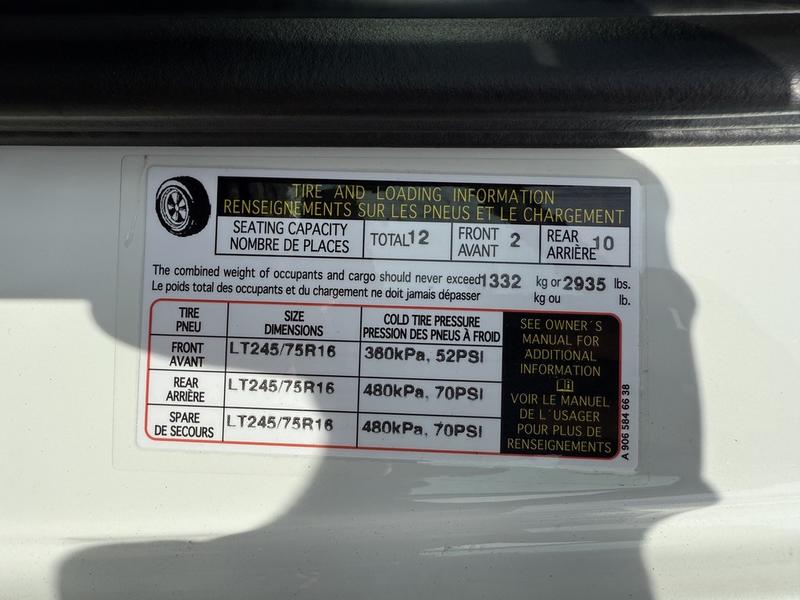 TIRE AND LOADING INFORMATION
RENSEIGNEMENTS SUR LES PNEUS ET LE CHARGEMENT
SEATING CAPACITY
NOMBRE DE PLACES
TOTAL 12
FRONT
AVANT 2
REAR
ARRIÈRE 10
The combined weight of occupants and cargo should never exceed 1332 kg or 2935 lbs.
Le poids total des occupants et du chargement ne doit jamais dépasser kg ou lb.
TIRE
PNEU
SIZE
DIMENSIONS
COLD TIRE PRESSURE
PRESSION DES PNEUS À FROID
FRONT
AVANT
LT245/75R16
360kPa, 52PSI
REAR
ARRIÈRE
LT245/75R16
480kPa, 70PSI
SPARE
DE SECOURS
LT245/75R16
480kPa, 70PSI
SEE OWNER´S
MANUAL FOR
ADDITIONAL
INFORMATION
VOIR LE MANUEL
DE L´USAGER
POUR PLUS DE
RENSEIGNEMENTS
A 906 584 66 38